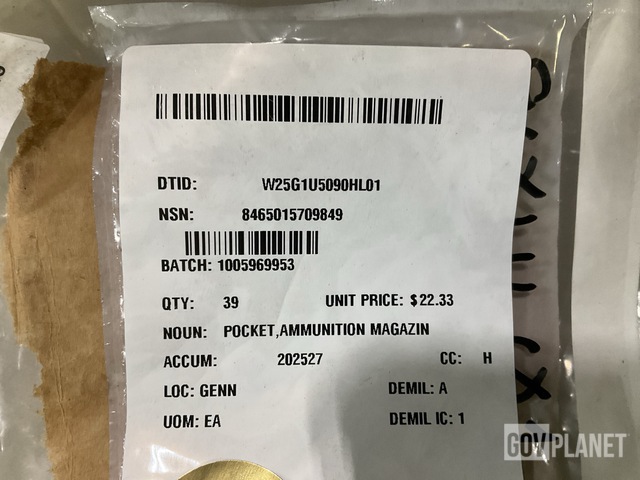 DTID: W25G1U5090HL01
NSN: 8465015709849
BATCH: 1005969953
QTY: 39 UNIT PRICE: $22.33
NOUN: POCKET,AMMUNITION MAGAZIN
ACCUM: 202527 CC: H
LOC: GENN DEMIL: A
UOM: EA DEMIL IC: 1
GOVPLANET